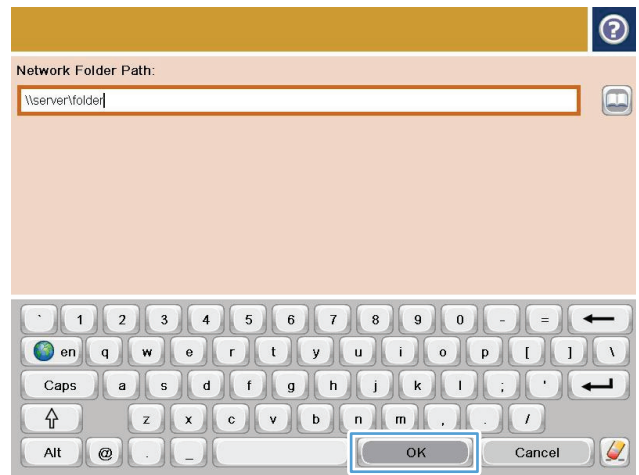 ?
Network Folder Path:
\\server\folder
` 1 2 3 4 5 6 7 8 9 0 - =
en q w e r t y u i o p [ ] \
Caps a s d f g h j k l ; '
z x c v b n m , . /
Alt @ . _ OK Cancel